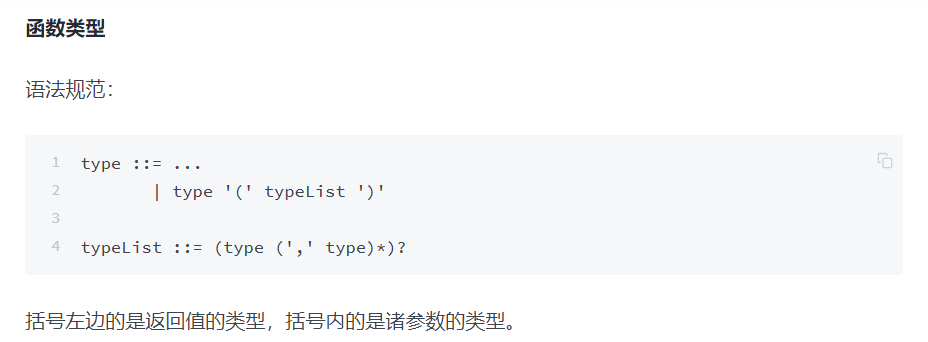 函数类型
语法规范：
1 type ::= ...
2 | type '(' typeList ')'
3
4 typeList ::= (type (',' type)*)?
括号左边的是返回值的类型，括号内的是诸参数的类型。